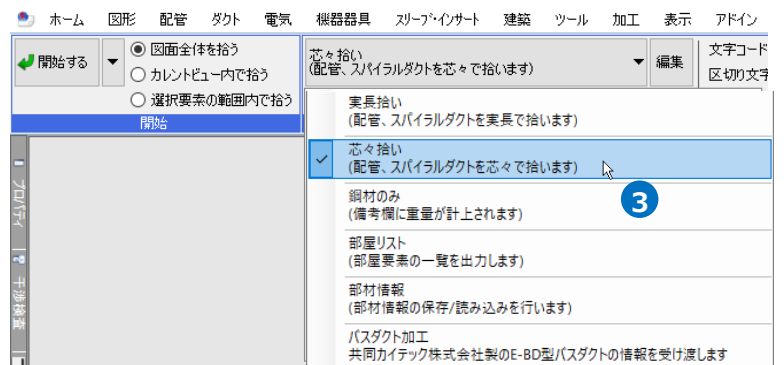 ホーム 図形 配管 ダクト 電気 機器器具 スリーブ・インサート 建築 ツール 加工 表示 アドイン
開始する
図面全体を拾う
カレントビュー内で拾う
選択要素の範囲内で拾う
開始
芯々拾い
(配管、スパイラルダクトを芯々で拾います)
編集
文字コード
区切り文字
実長拾い
(配管、スパイラルダクトを実長で拾います)
芯々拾い
(配管、スパイラルダクトを芯々で拾います)
3
鋼材のみ
(備考欄に重量が計上されます)
部屋リスト
(部屋要素の一覧を出力します)
部材情報
(部材情報の保存/読み込みを行います)
バスダクト加工
共同カイテック株式会社製のE-BD型バスダクトの情報を受け渡します
プロパティ
干渉検査